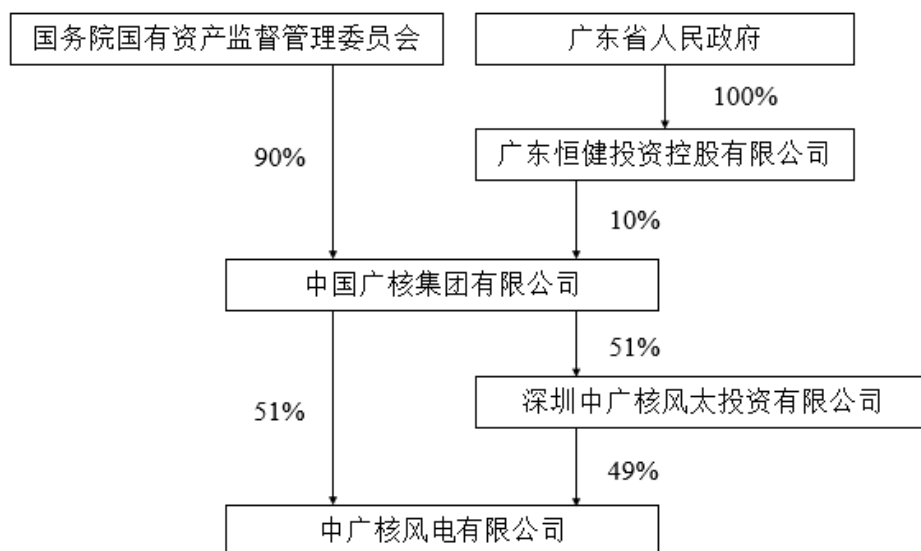 国务院国有资产监督管理委员会
广东省人民政府
100%
90%
广东恒健投资控股有限公司
10%
中国广核集团有限公司
51%
51%
深圳中广核风太投资有限公司
49%
中广核风电有限公司